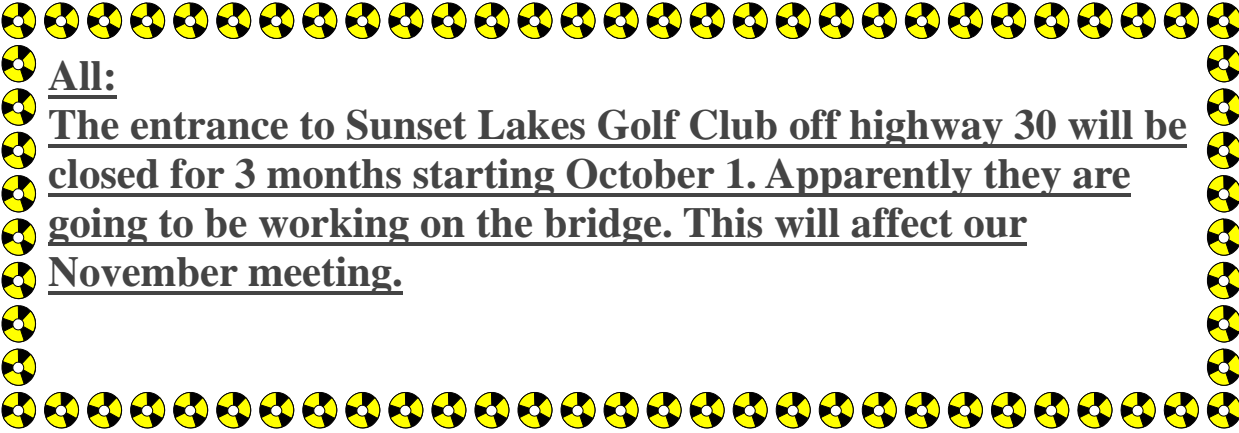 All:
The entrance to Sunset Lakes Golf Club off highway 30 will be
closed for 3 months starting October 1. Apparently they are
going to be working on the bridge. This will affect our
November meeting.